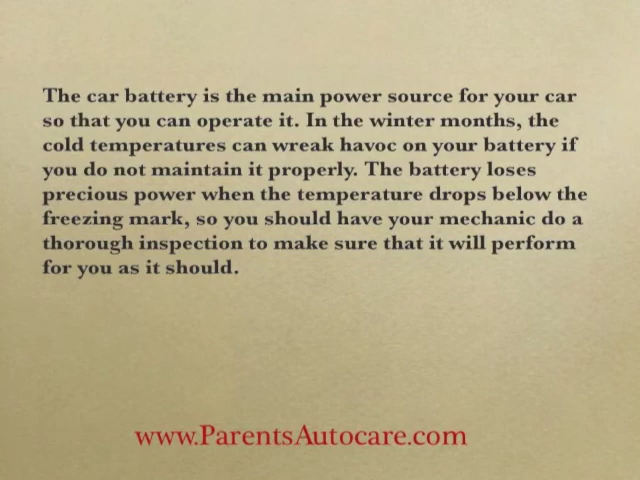 The car battery is the main power source for your car
so that you can operate it. In the winter months, the
cold temperatures can wreak havoc on your battery if
you do not maintain it properly. The battery loses
precious power when the temperature drops below the
freezing mark, so you should have your mechanic do a
thorough inspection to make sure that it will perform
for you as it should.
www.ParentsAutocare.com